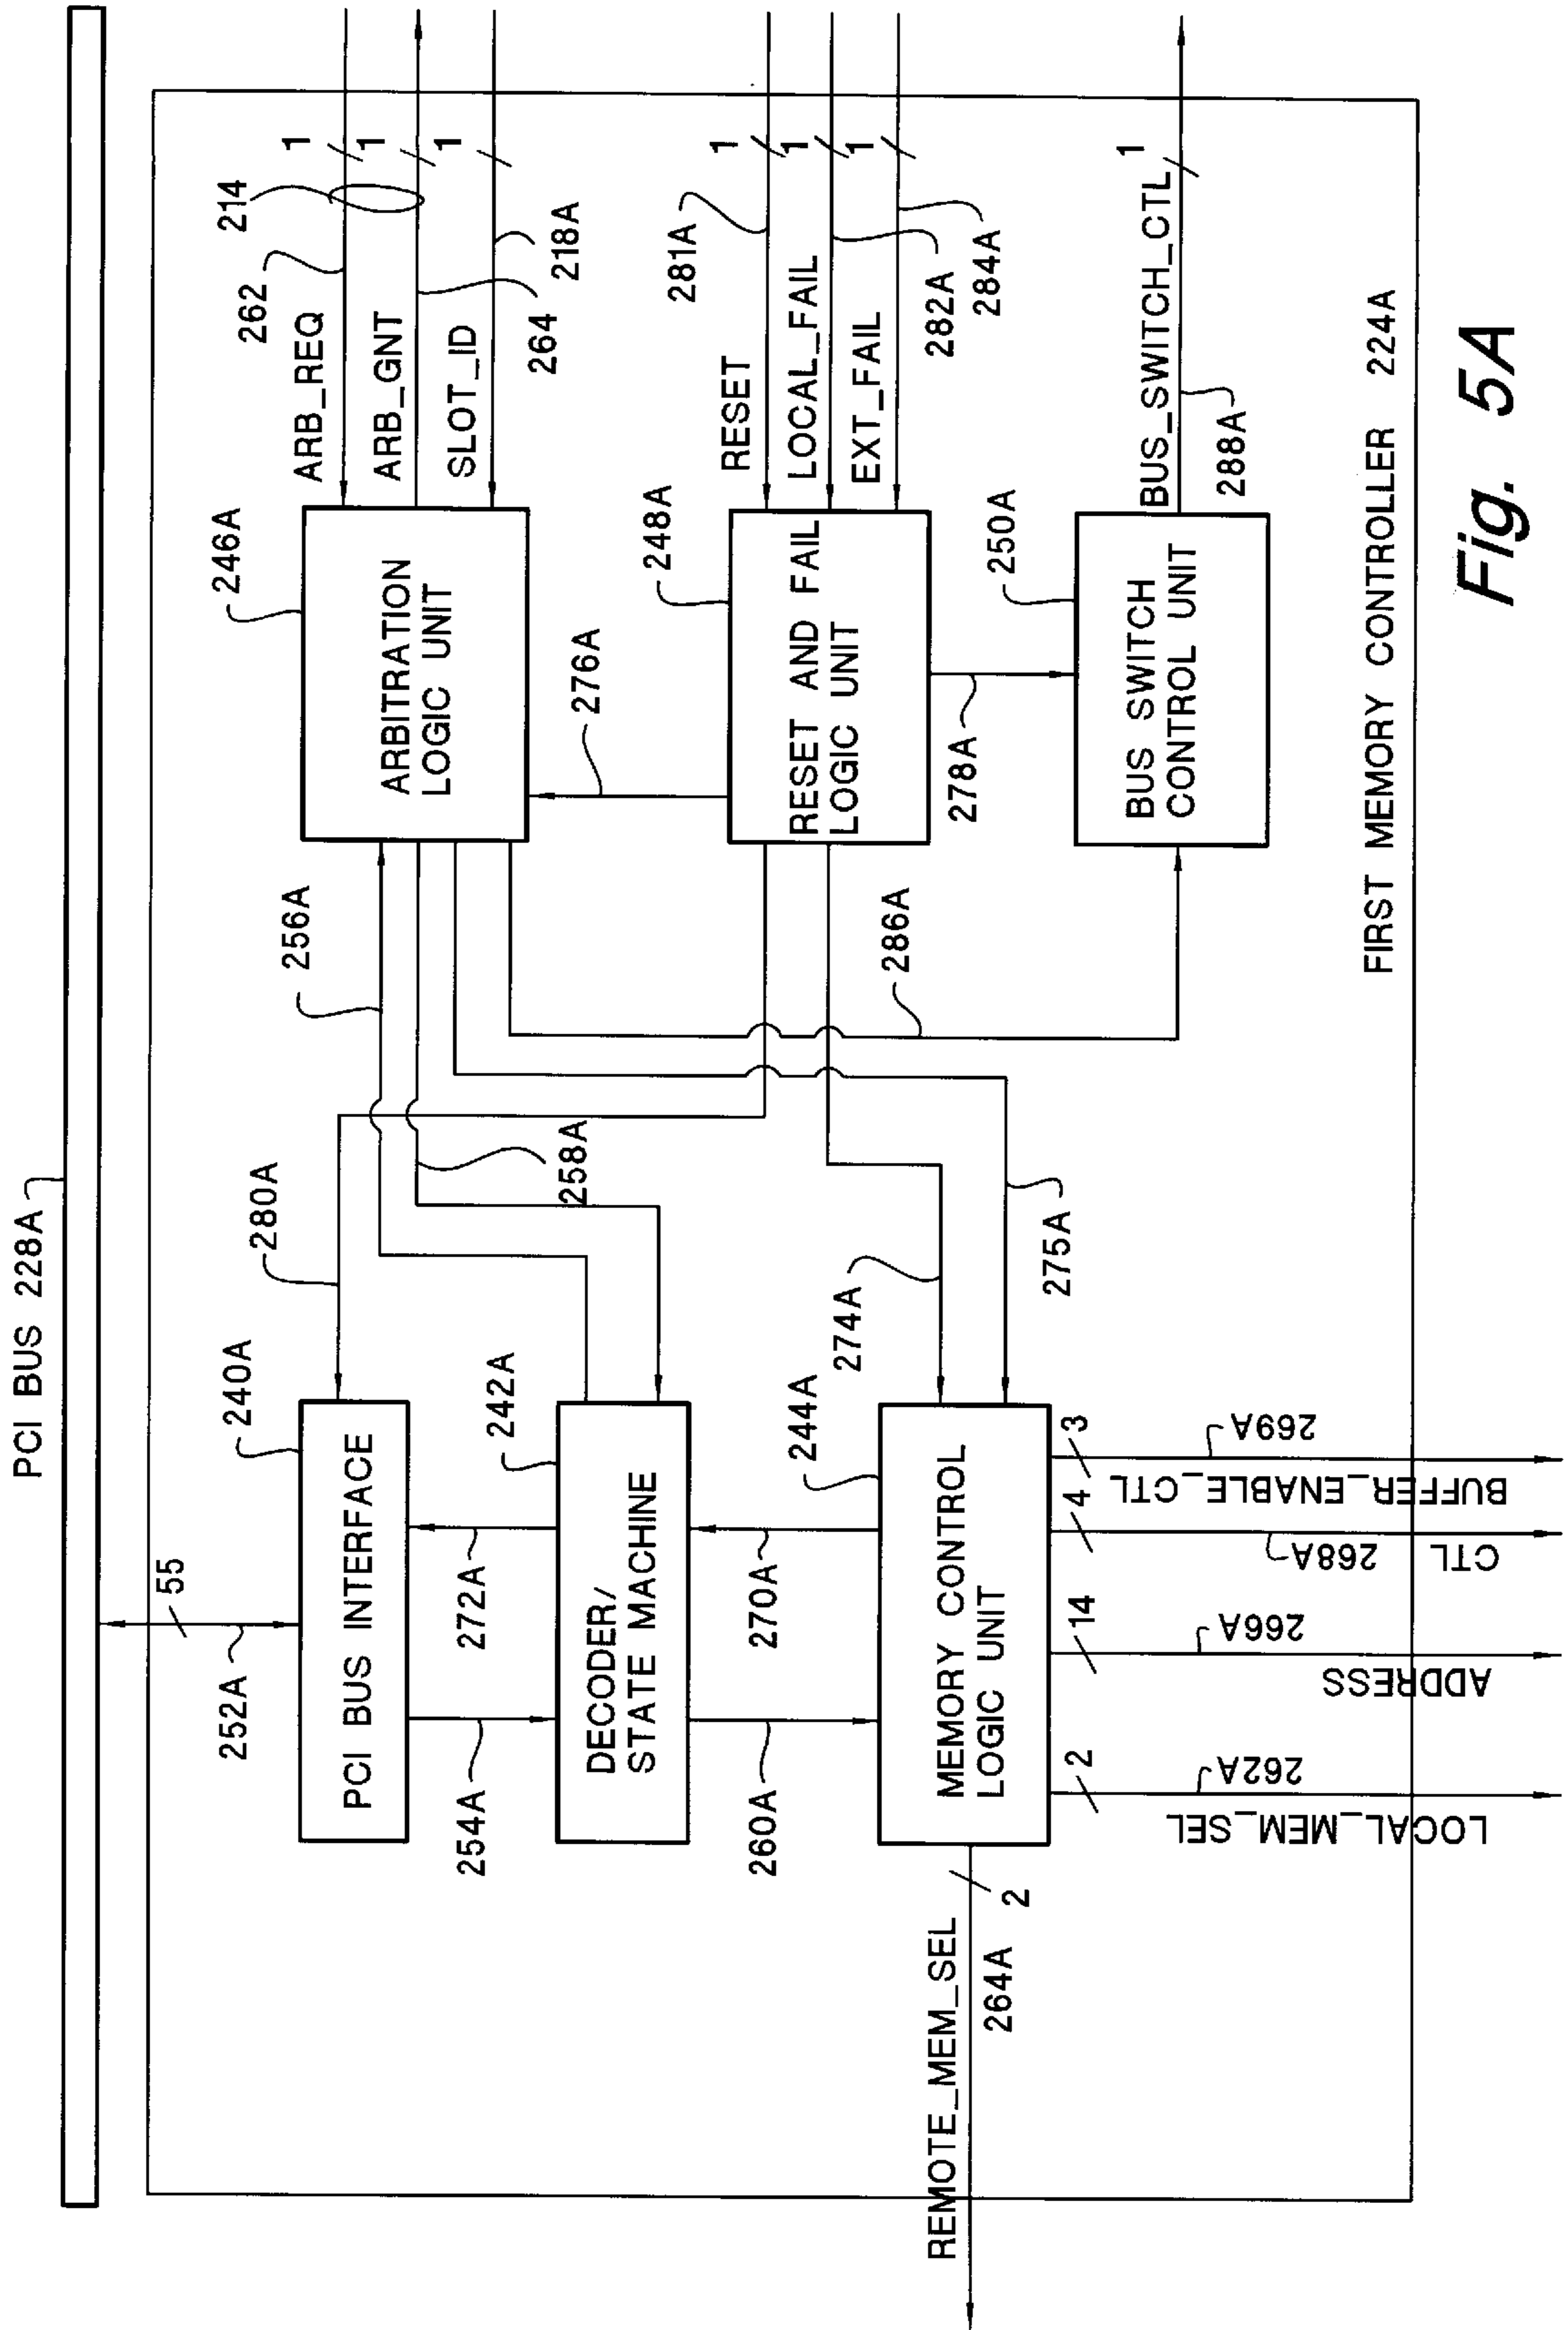 PCI BUS 228A
214
262
1
1
1
ARB_REQ
ARB_GNT
SLOT_ID
218A
264
246A
ARBITRATION
LOGIC UNIT
256A
258A
280A
240A
PCI BUS INTERFACE
55
252A
281A
1
1
1
RESET
LOCAL_FAIL
EXT_FAIL
282A
284A
248A
RESET AND FAIL
LOGIC UNIT
276A
278A
286A
242A
DECODER/
STATE MACHINE
272A
254A
270A
260A
BUS_SWITCH_CTL
1
288A
250A
BUS SWITCH
CONTROL UNIT
274A
275A
244A
MEMORY CONTROL
LOGIC UNIT
3
269A
BUFFER_ENABLE_CTL
4
268A
CTL
14
266A
ADDRESS
2
262A
LOCAL_MEM_SEL
REMOTE_MEM_SEL
2
264A
FIRST MEMORY CONTROLLER 224A
Fig. 5A